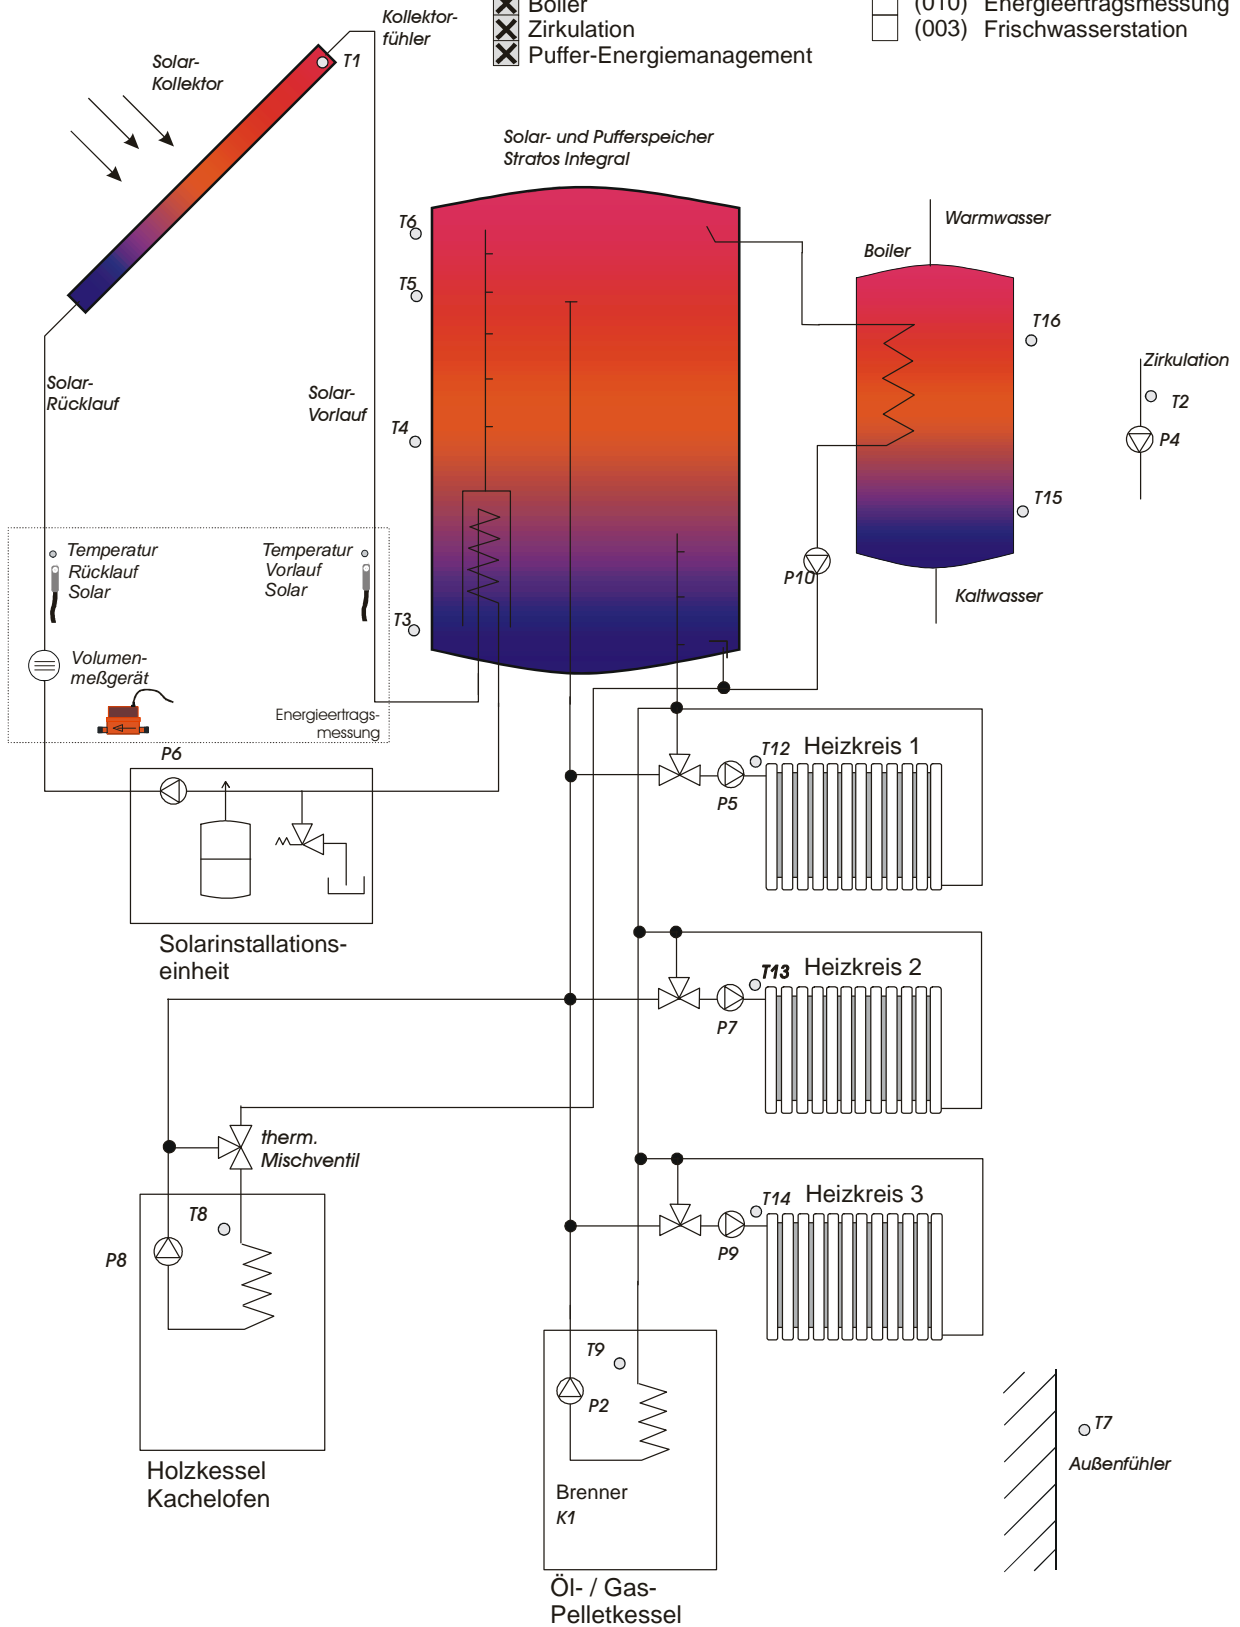 Boiler
(010) Energieertragsmessung
Zirkulation
(003) Frischwasserstation
Puffer-Energiemanagement
Kollektor-
fühler
T1
Solar-
Kollektor
Solar- und Pufferspeicher
Stratos Integral
T6
T5
T4
T3
Warmwasser
Boiler
T16
Zirkulation
T2
P4
T15
P10
Kaltwasser
Solar-
Rücklauf
Solar-
Vorlauf
Temperatur
Rücklauf
Solar
Temperatur
Vorlauf
Solar
Volumen-
meßgerät
Energieertrags-
messung
P6
Solarinstallations-
einheit
T12 Heizkreis 1
P5
T13 Heizkreis 2
P7
therm.
Mischventil
T14 Heizkreis 3
P9
T8
P8
Holzkessel
Kachelofen
T9
P2
Brenner
K1
Öl- / Gas-
Pelletkessel
T7
Außenfühler